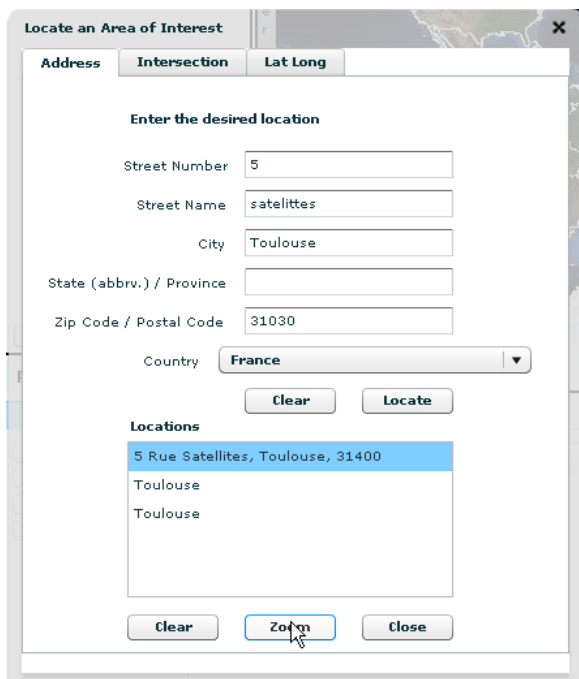 Locate an Area of Interest
Address Intersection Lat Long
Enter the desired location
Street Number 5
Street Name satelittes
City Toulouse
State (abbrv.) / Province
Zip Code / Postal Code 31030
Country France
Clear Locate
Locations
5 Rue Satellites, Toulouse, 31400
Toulouse
Toulouse
Clear Zoom Close